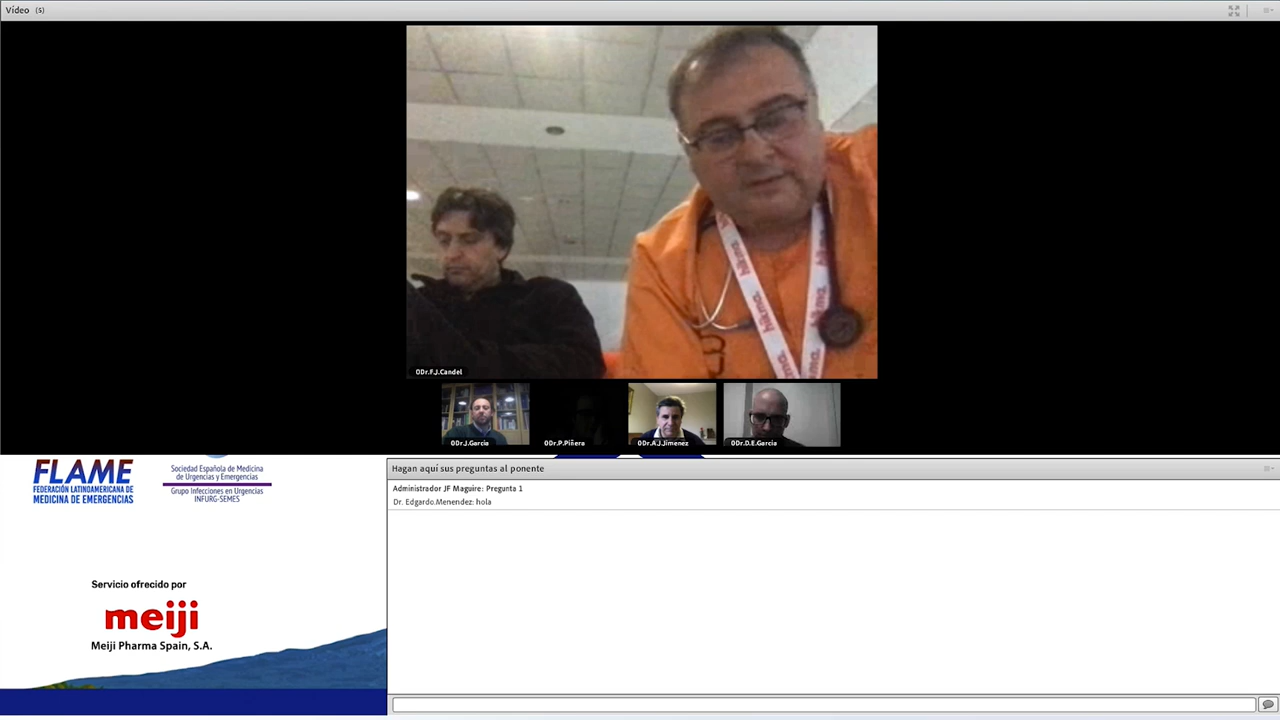 Vídeo (5)
0Dr.F.J.Candel
0Dr.J.Garcia
0Dr.P.Piñera
0Dr.A.J.Jimenez
0Dr.D.E.Garcia
FLAME
FEDERACIÓN LATINOAMERICANA DE
MEDICINA DE EMERGENCIAS
Sociedad Española de Medicina
de Urgencias y Emergencias
Grupo Infecciones en Urgencias
INFURG-SEMES
Servicio ofrecido por
meiji
Meiji Pharma Spain, S.A.
Hagan aquí sus preguntas al ponente
Administrador JF Maguire: Pregunta 1
Dr. Edgardo.Menendez: hola